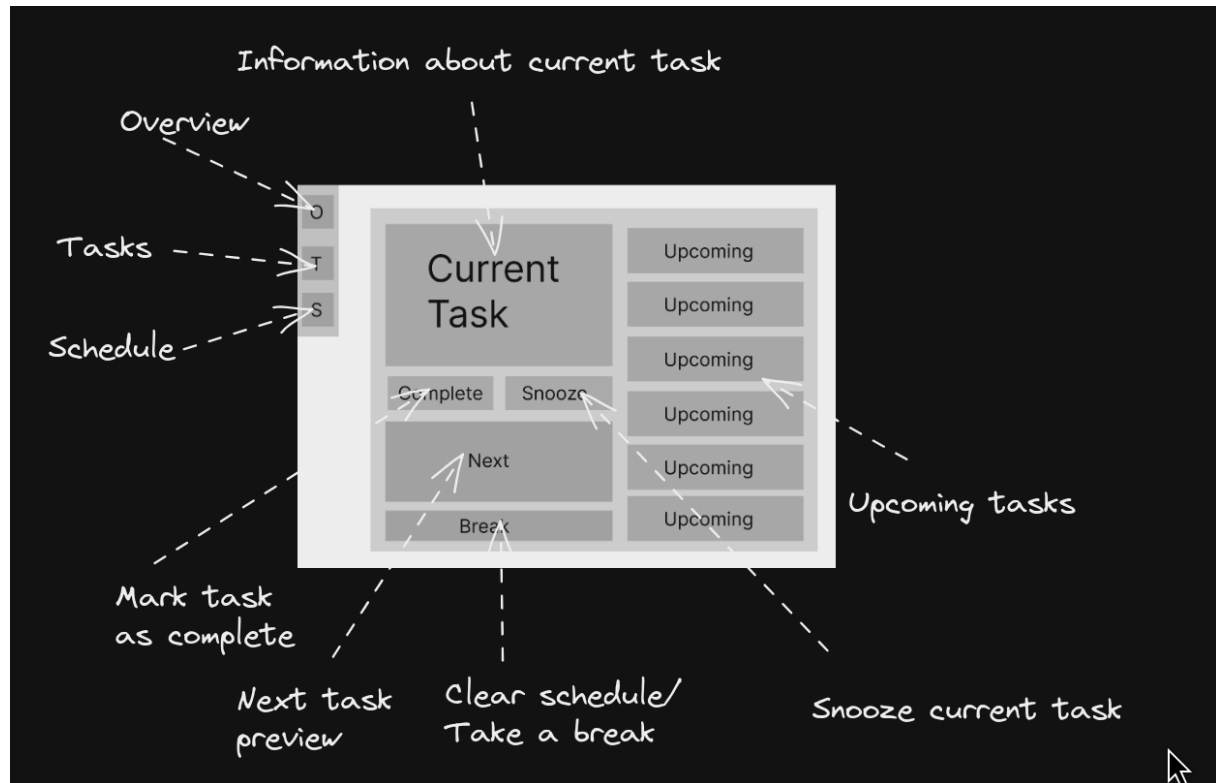 Information about current task
Overview
Tasks
Schedule
O
T
S
Current
Task
Complete
Snooze
Next
Break
Upcoming
Upcoming
Upcoming
Upcoming
Upcoming
Upcoming
Upcoming tasks
Mark task
as complete
Next task
preview
Clear schedule/
Take a break
Snooze current task